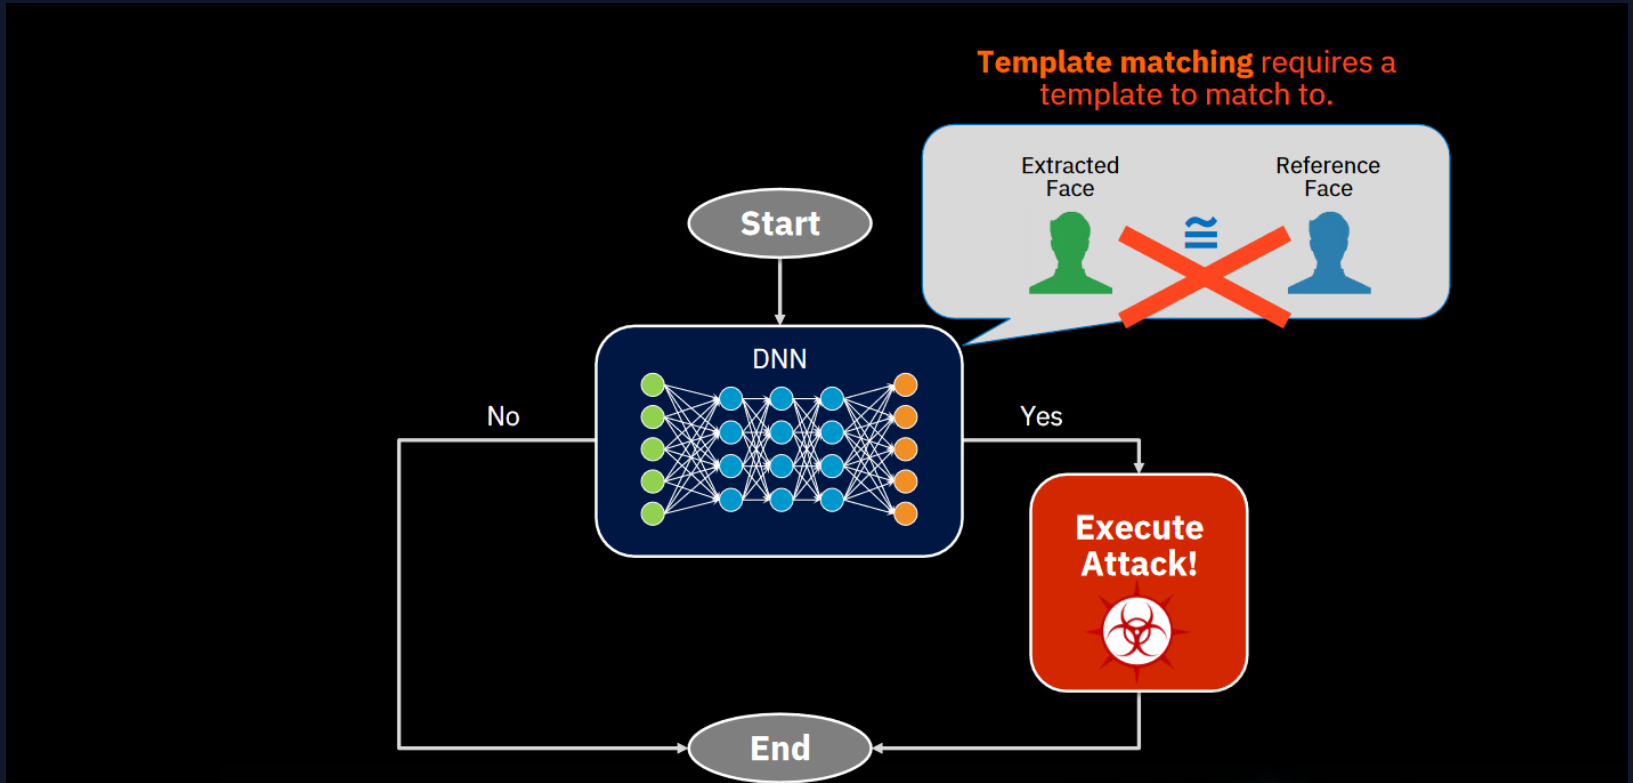 Template matching requires a
template to match to.
Extracted
Face
Reference
Face
≅
Start
DNN
No
Yes
Execute
Attack!
End